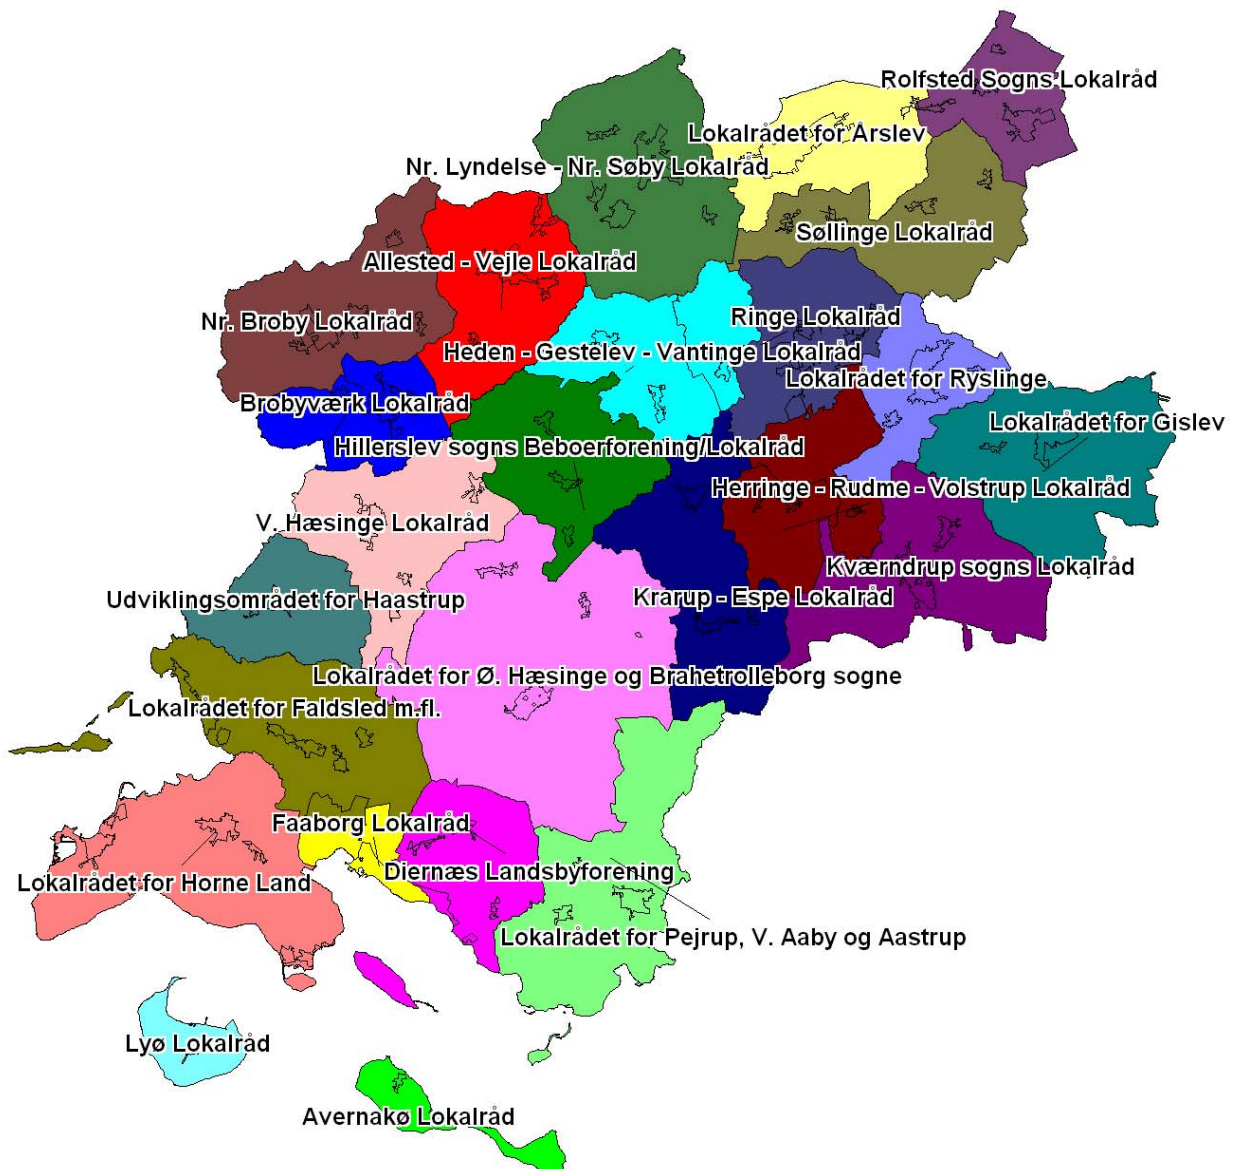 Rolfsted Sogns Lokalråd
Lokalrådet for Årslev
Nr. Lyndelse - Nr. Søby Lokalråd
Søllinge Lokalråd
Allested - Vejle Lokalråd
Nr. Broby Lokalråd
Ringe Lokalråd
Heden - Gestelev - Vantinge Lokalråd
Lokalrådet for Ryslinge
Brobyværk Lokalråd
Lokalrådet for Gislev
Hillerslev sogns Beboerforening/Lokalråd
Herringe - Rudme - Volstrup Lokalråd
V. Hæsinge Lokalråd
Kværndrup sogns Lokalråd
Udviklingsområdet for Haastrup
Krarup - Espe Lokalråd
Lokalrådet for Ø. Hæsinge og Brahetrolleborg sogne
Lokalrådet for Faldsled m.fl.
Faaborg Lokalråd
Diernæs Landsbyforening
Lokalrådet for Horne Land
Lokalrådet for Pejrup, V. Aaby og Aastrup
Lyø Lokalråd
Avernakø Lokalråd